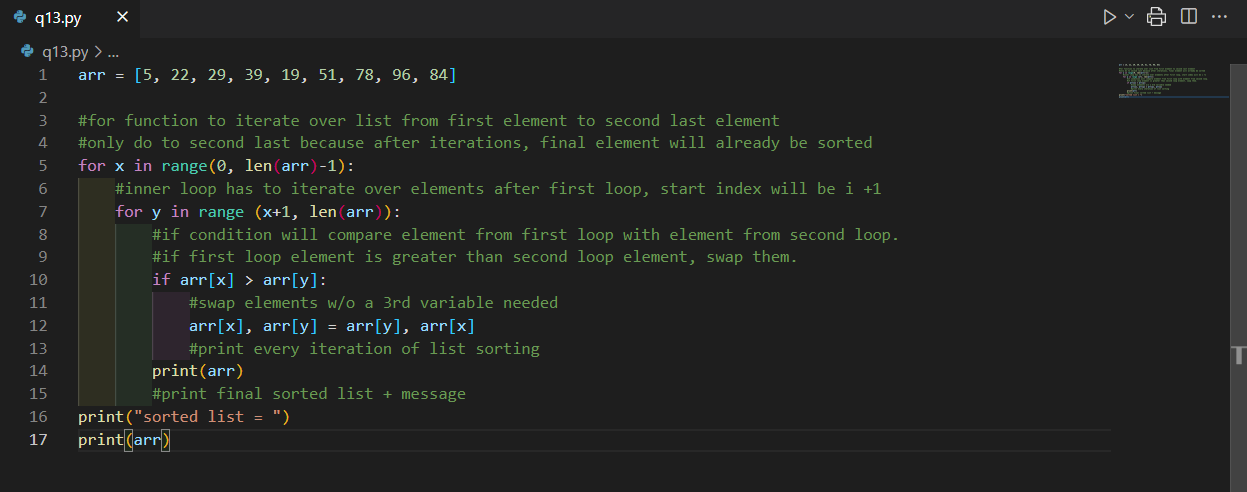 q13.py
q13.py > ...
1 arr = [5, 22, 29, 39, 19, 51, 78, 96, 84]
2
3 #for function to iterate over list from first element to second last element
4 #only do to second last because after iterations, final element will already be sorted
5 for x in range(0, len(arr)-1):
6     #inner loop has to iterate over elements after first loop, start index will be i +1
7     for y in range (x+1, len(arr)):
8         #if condition will compare element from first loop with element from second loop.
9         #if first loop element is greater than second loop element, swap them.
10         if arr[x] > arr[y]:
11             #swap elements w/o a 3rd variable needed
12             arr[x], arr[y] = arr[y], arr[x]
13             #print every iteration of list sorting
14         print(arr)
15         #print final sorted list + message
16 print("sorted list = ")
17 print(arr)